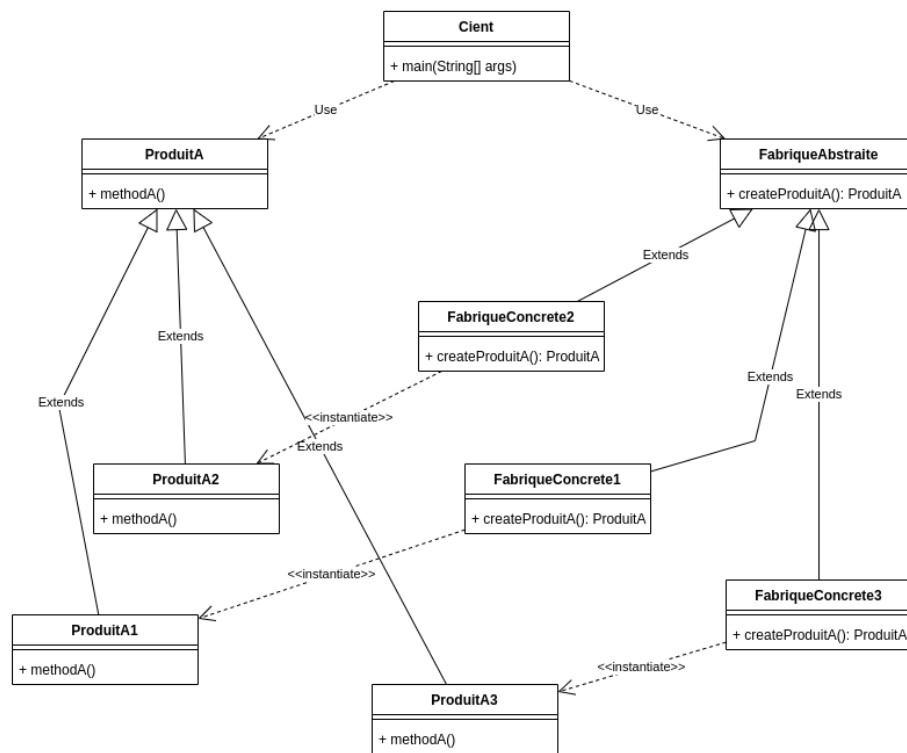 Cient
+ main(String[] args)
Use
Use
ProduitA
+ methodA()
FabriqueAbstraite
+ createProduitA(): ProduitA
Extends
FabriqueConcrete2
+ createProduitA(): ProduitA
Extends
Extends
Extends
Extends
<<instantiate>>
Extends
ProduitA2
+ methodA()
FabriqueConcrete1
+ createProduitA(): ProduitA
<<instantiate>>
FabriqueConcrete3
+ createProduitA(): ProduitA
ProduitA1
+ methodA()
<<instantiate>>
ProduitA3
+ methodA()